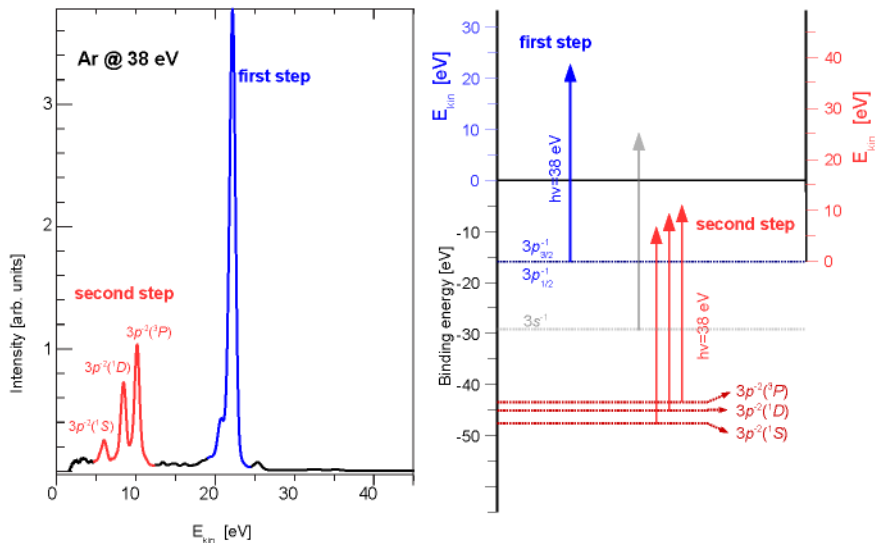 Ar @ 38 eV
first step
second step
3p⁻²(³P)
3p⁻²(¹D)
3p⁻²(¹S)
3
2
1
Intensity [arb. units]
0
10
20
30
40
E_kin [eV]
first step
E_kin [eV]
30
20
10
0
-10
-20
-30
-40
-50
Binding energy [eV]
hν=38 eV
3p⁻¹₃/₂
3p⁻¹₁/₂
3s⁻¹
second step
hν=38 eV
3p⁻²(³P)
3p⁻²(¹D)
3p⁻²(¹S)
40
30
20
10
0
E_kin [eV]